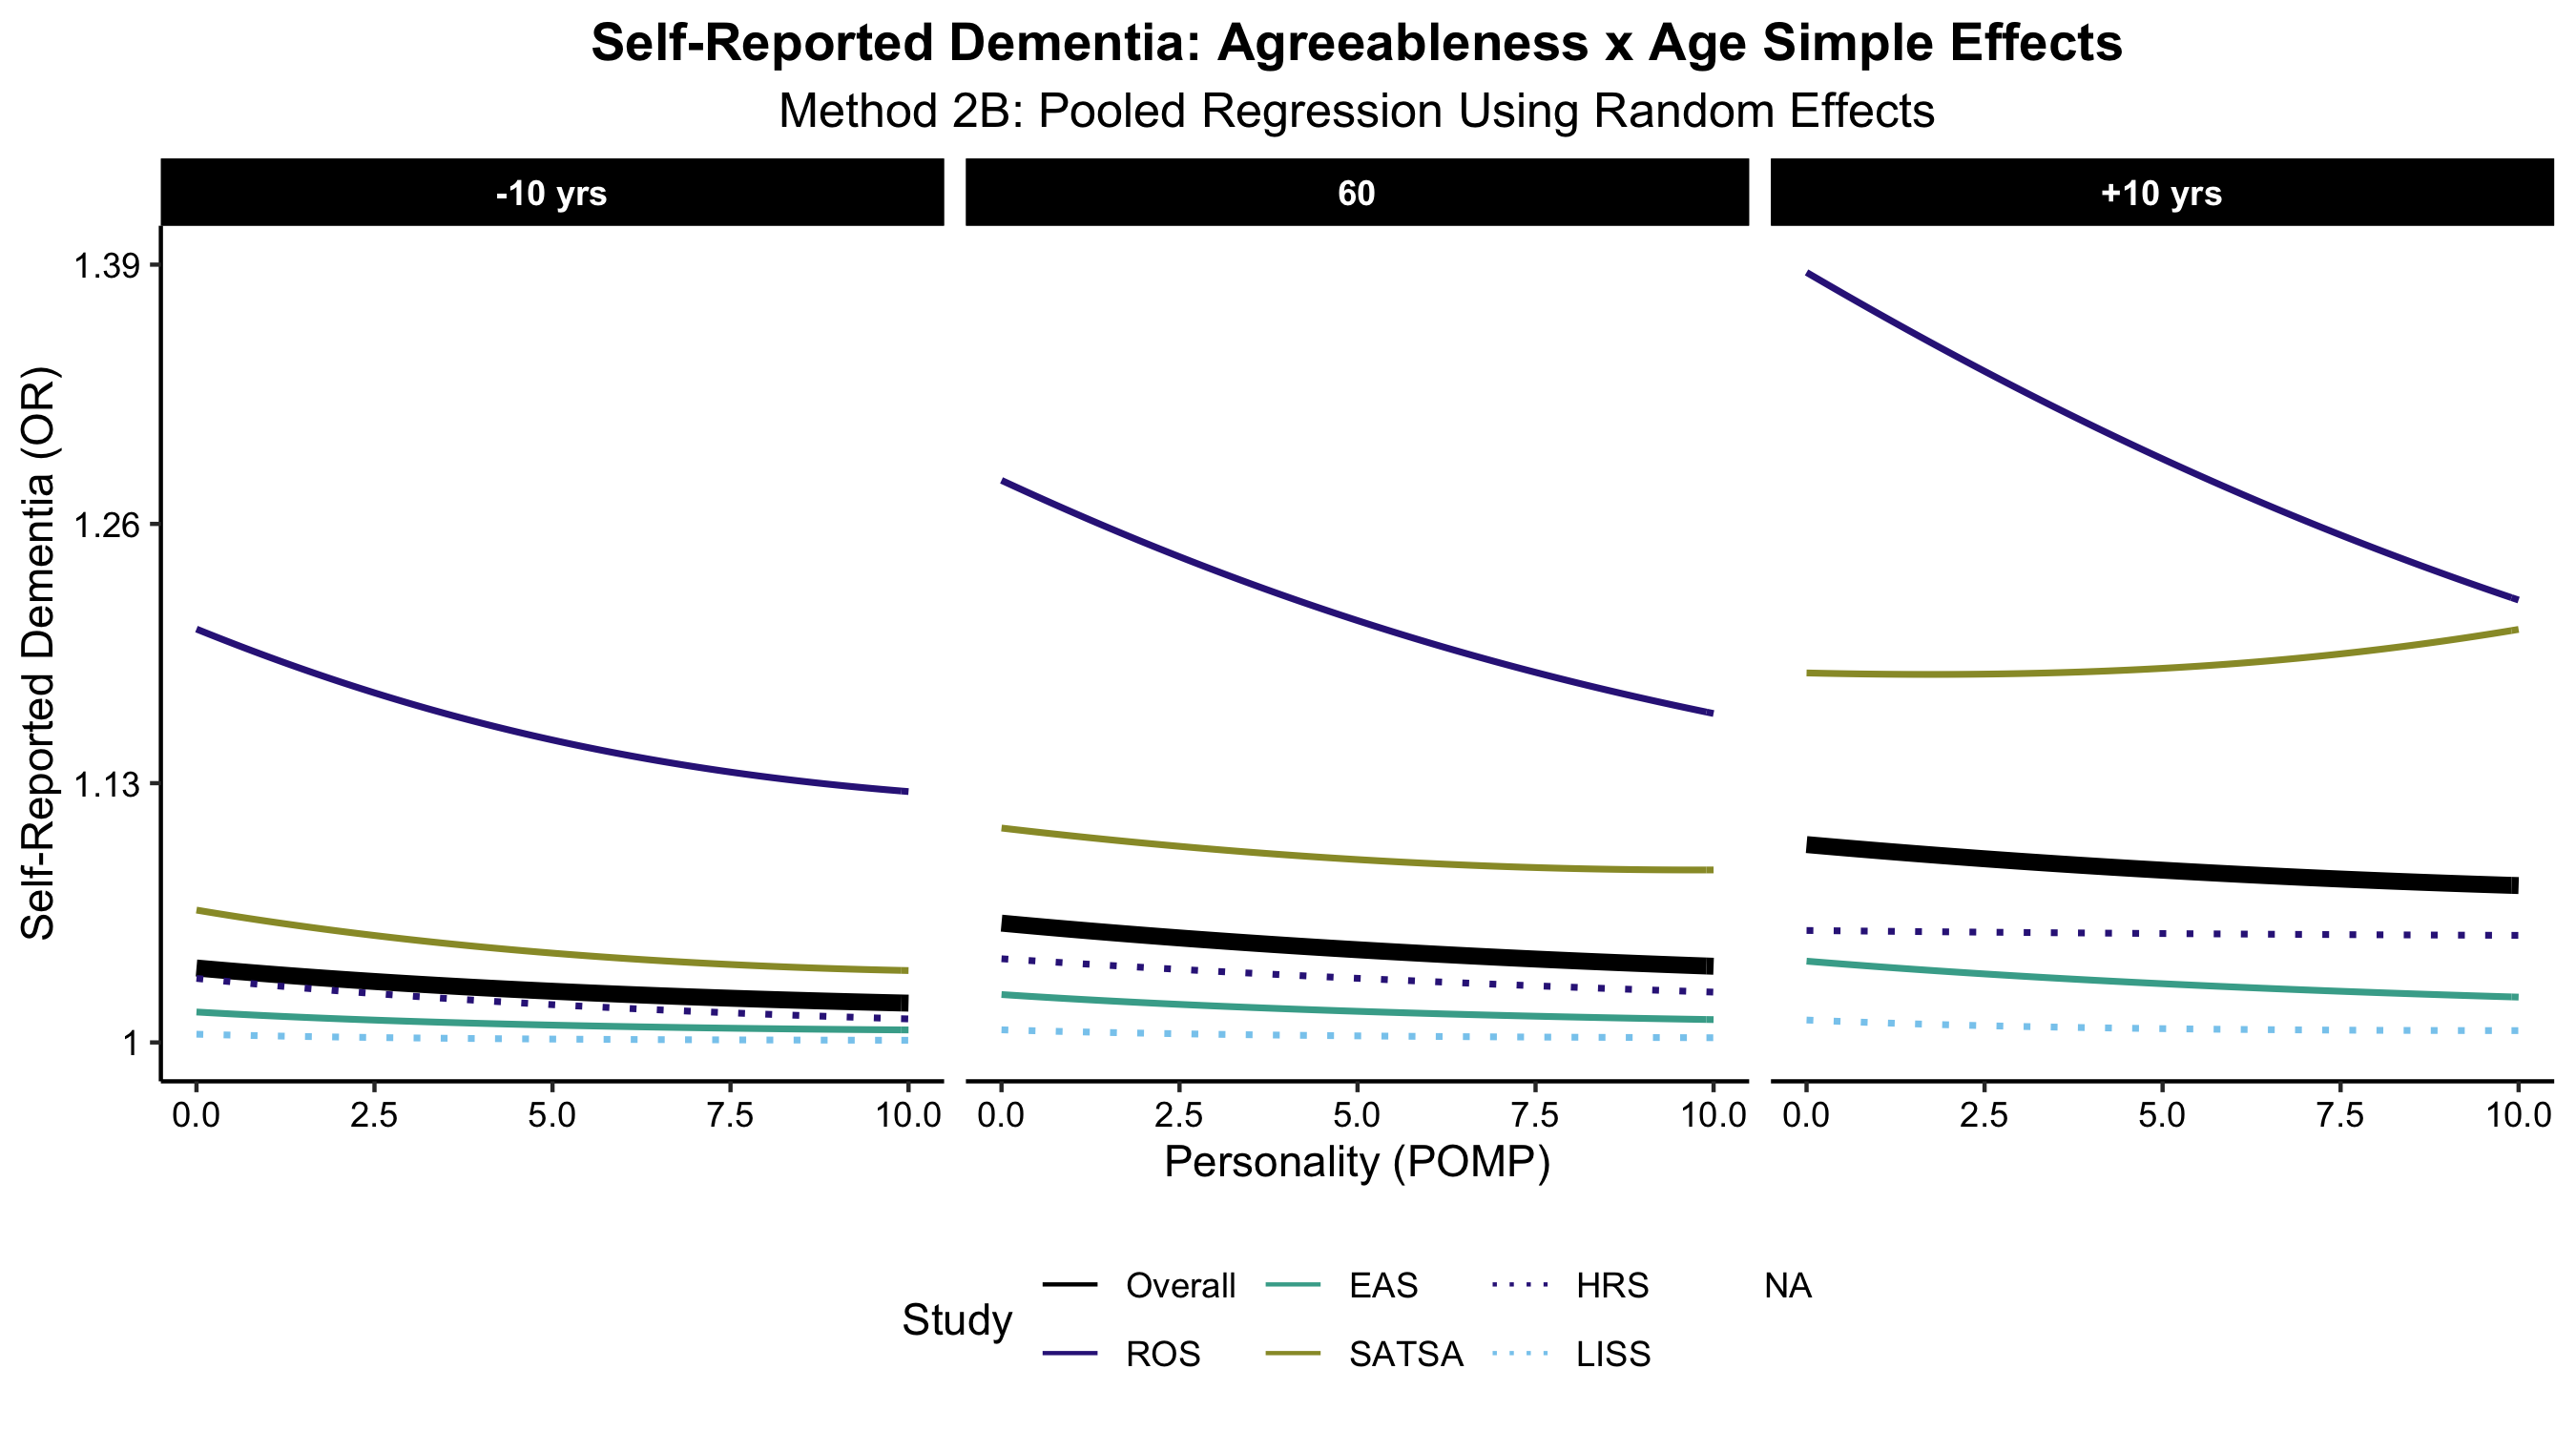 Self-Reported Dementia: Agreeableness x Age Simple Effects
Method 2B: Pooled Regression Using Random Effects
-10 yrs 60 +10 yrs
Self-Reported Dementia (OR)
1.39
1.26
1.13
1
0.0 2.5 5.0 7.5 10.0 0.0 2.5 5.0 7.5 10.0 0.0 2.5 5.0 7.5 10.0
Personality (POMP)
Study
Overall EAS HRS NA
ROS SATSA LISS